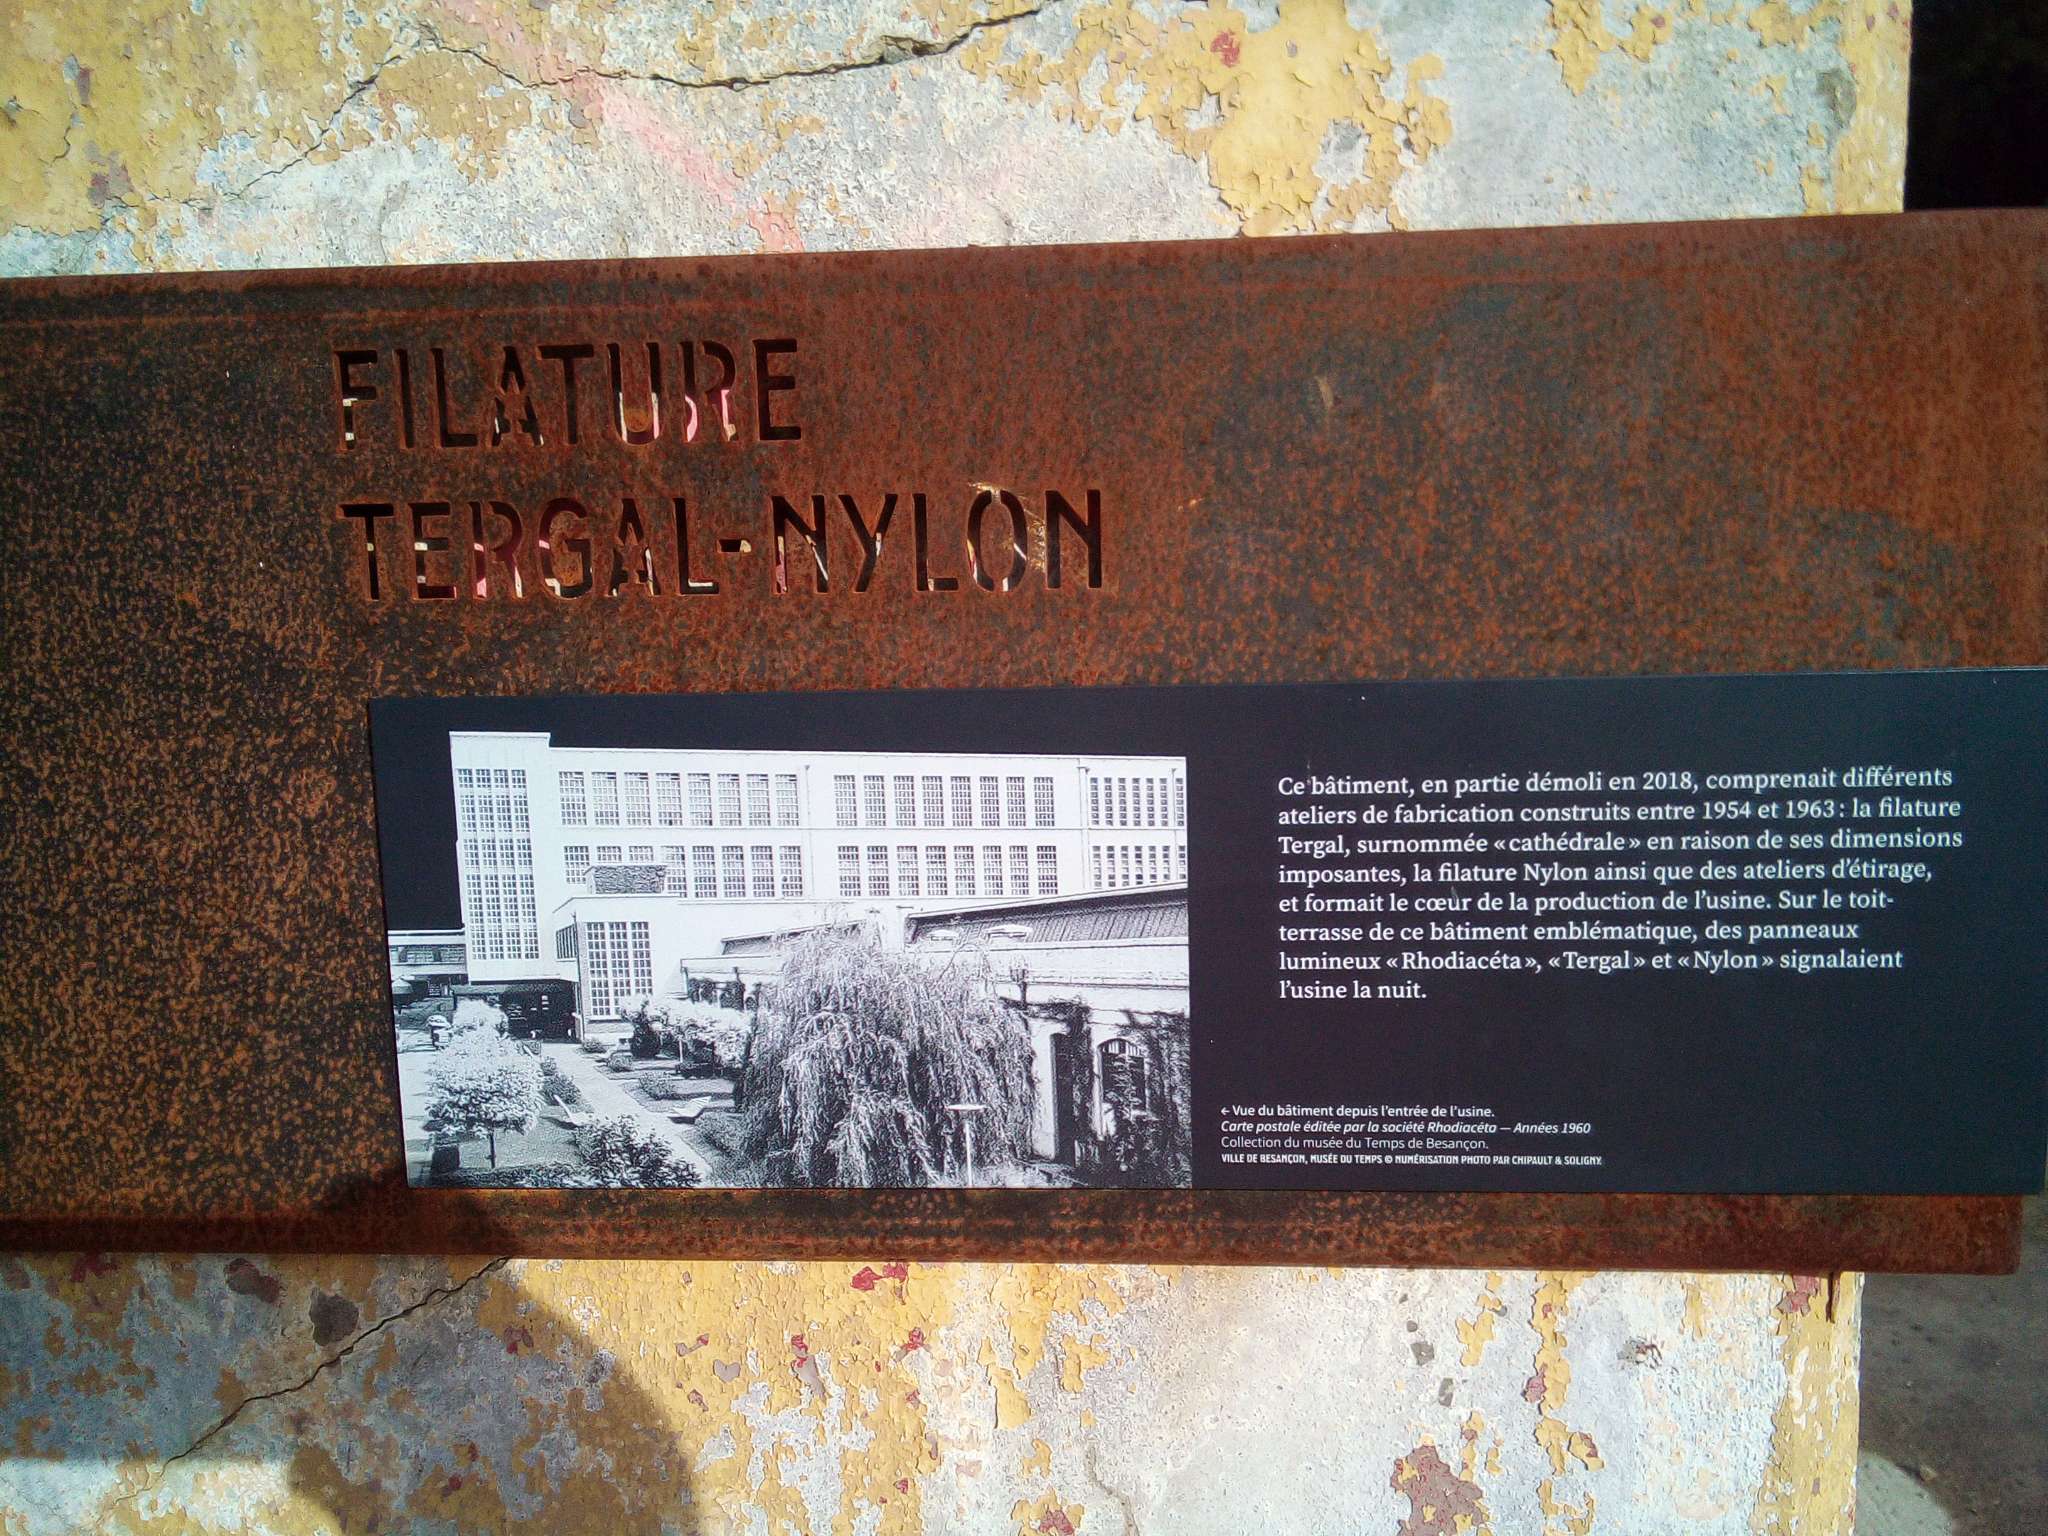 FILATURE
TERGAL-NYLON
Ce bâtiment, en partie démoli en 2018, comprenait différents
ateliers de fabrication construits entre 1954 et 1963 : la filature
Tergal, surnommée « cathédrale » en raison de ses dimensions
imposantes, la filature Nylon ainsi que des ateliers d'étirage,
et formait le cœur de la production de l'usine. Sur le toit-
terrasse de ce bâtiment emblématique, des panneaux
lumineux « Rhodiacéta », « Tergal » et « Nylon » signalaient
l'usine la nuit.
← Vue du bâtiment depuis l'entrée de l'usine.
Carte postale éditée par la société Rhodiacéta — Années 1960
Collection du musée du Temps de Besançon.
VILLE DE BESANÇON, MUSÉE DU TEMPS © NUMÉRISATION PHOTO PAR CHIPAULT & SOLIGNY.